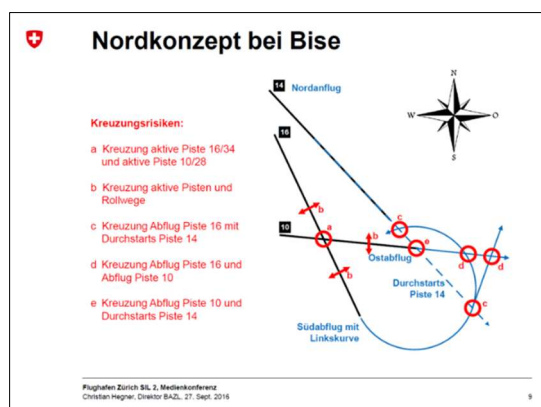 Nordkonzept bei Bise
Kreuzungsrisiken:
a Kreuzung aktive Piste 16/34
und aktive Piste 10/28
b Kreuzung aktive Pisten und
Rollwege
c Kreuzung Abflug Piste 16 mit
Durchstarts Piste 14
d Kreuzung Abflug Piste 16 und
Abflug Piste 10
e Kreuzung Abflug Piste 10 und
Durchstarts Piste 14
14
Nordanflug
N
W
O
S
16
b
c
10
a
b
e
Ostabflug
d
d
b
Durchstarts
Piste 14
c
Südabflug mit
Linkskurve
Flughafen Zürich SIL 2, Medienkonferenz
Christian Hegner, Direktor BAZL, 27. Sept. 2016
9